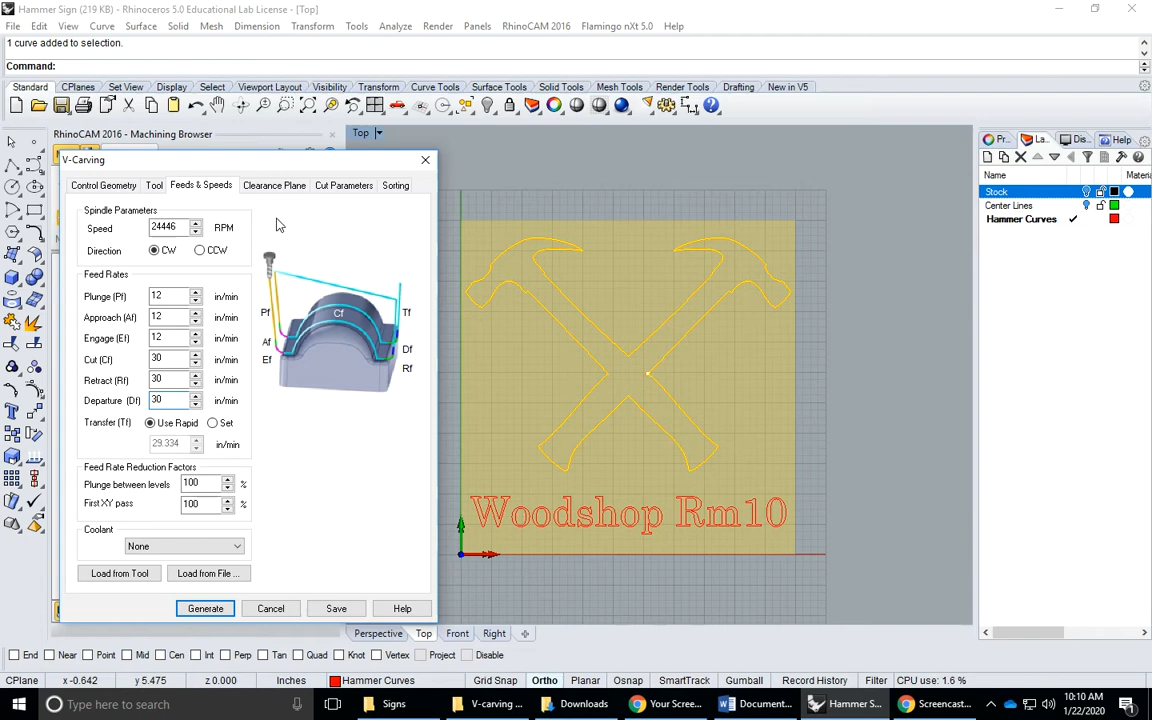 Hammer Sign (219 KB) - Rhinoceros 5.0 Educational Lab License - [Top]
File Edit View Curve Surface Solid Mesh Dimension Transform Tools Analyze Render Panels RhinoCAM 2016 Flamingo nXt 5.0 Help
1 curve added to selection.
Command:
Standard CPlanes Set View Display Select Viewport Layout Visibility Transform Curve Tools Surface Tools Solid Tools Mesh Tools Render Tools Drafting New in V5
RhinoCAM 2016 - Machining Browser
Top
Pr... La... Dis... Help
V-Carving
Control Geometry Tool Feeds & Speeds Clearance Plane Cut Parameters Sorting
Name Materia
Stock
Center Lines
Hammer Curves
Spindle Parameters
Speed 24446 RPM
Direction CW CCW
Feed Rates
Plunge (Pf) 12 in/min
Approach (Af) 12 in/min
Engage (Ef) 12 in/min
Cut (Cf) 30 in/min
Retract (Rf) 30 in/min
Departure (Df) 30 in/min
Transfer (Tf) Use Rapid Set
29.334 in/min
Pf Cf Tf
Af Df
Ef Rf
Feed Rate Reduction Factors
Plunge between levels 100 %
First XY pass 100 %
Coolant
None
Load from Tool Load from File ...
Generate Cancel Save Help
Woodshop Rm10
Perspective Top Front Right
End Near Point Mid Cen Int Perp Tan Quad Knot Vertex Project Disable
CPlane x -0.642 y 5.475 z 0.000 Inches Hammer Curves Grid Snap Ortho Planar Osnap SmartTrack Gumball Record History Filter CPU use: 1.6 %
Type here to search
Signs V-carving ... Downloads Your Scree... Document... Hammer S... Screencast...
10:10 AM
1/22/2020
1